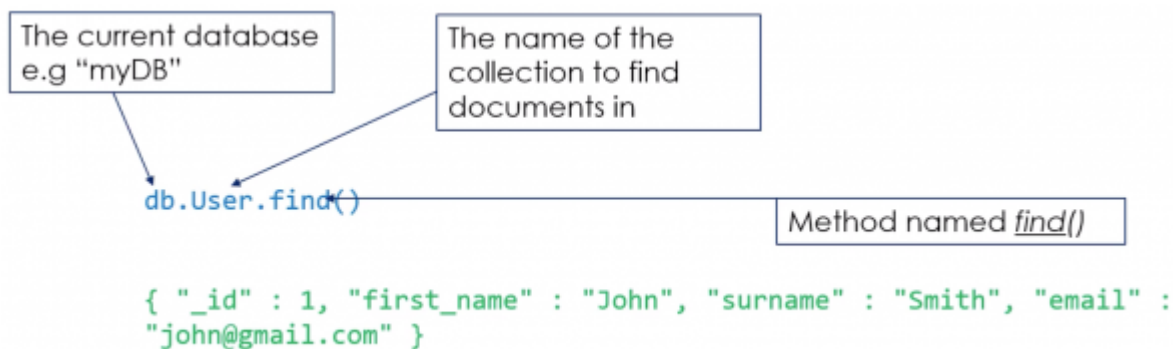 The current database
e.g “myDB”
The name of the
collection to find
documents in
db.User.find()
Method named find()
{ "_id" : 1, "first_name" : "John", "surname" : "Smith", "email" :
"john@gmail.com" }